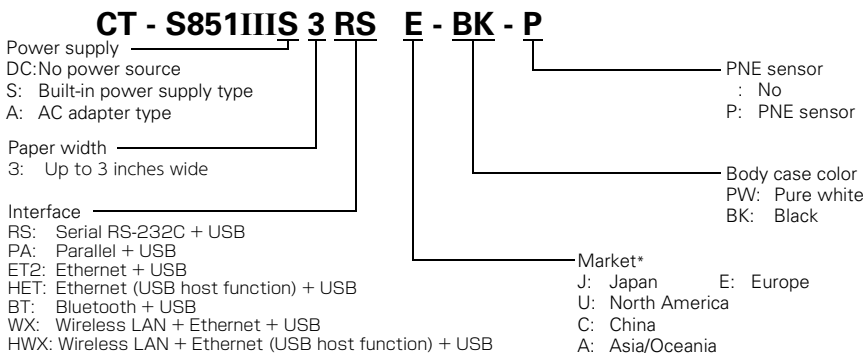 CT - S851IIIS 3 RS E - BK - P
Power supply
DC:No power source
S: Built-in power supply type
A: AC adapter type
Paper width
3: Up to 3 inches wide
Interface
RS: Serial RS-232C + USB
PA: Parallel + USB
ET2: Ethernet + USB
HET: Ethernet (USB host function) + USB
BT: Bluetooth + USB
WX: Wireless LAN + Ethernet + USB
HWX: Wireless LAN + Ethernet (USB host function) + USB
PNE sensor
: No
P: PNE sensor
Body case color
PW: Pure white
BK: Black
Market*
J: Japan E: Europe
U: North America
C: China
A: Asia/Oceania